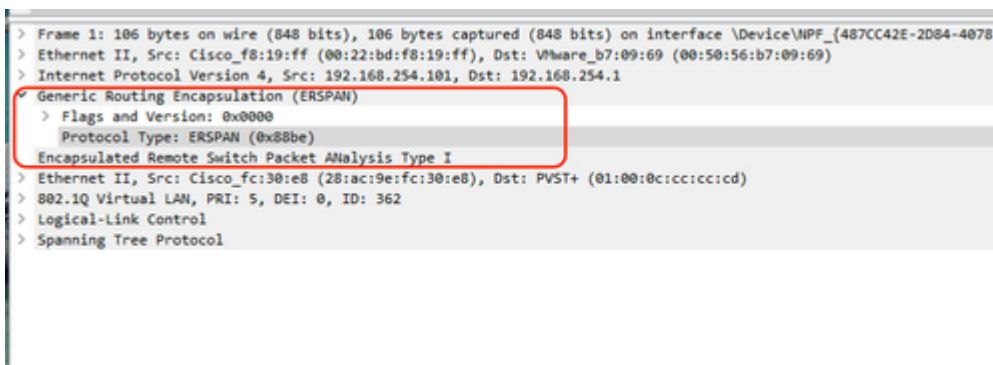 > Frame 1: 106 bytes on wire (848 bits), 106 bytes captured (848 bits) on interface \Device\NPF_{487CC42E-2D84-4078
> Ethernet II, Src: Cisco_f8:19:ff (00:22:bd:f8:19:ff), Dst: VMware_b7:09:69 (00:50:56:b7:09:69)
> Internet Protocol Version 4, Src: 192.168.254.101, Dst: 192.168.254.1
Generic Routing Encapsulation (ERSPAN)
> Flags and Version: 0x0000
Protocol Type: ERSPAN (0x88be)
Encapsulated Remote Switch Packet ANalysis Type I
> Ethernet II, Src: Cisco_fc:30:e8 (28:ac:9e:fc:30:e8), Dst: PVST+ (01:00:0c:cc:cc:cd)
> 802.1Q Virtual LAN, PRI: 5, DEI: 0, ID: 362
> Logical-Link Control
> Spanning Tree Protocol